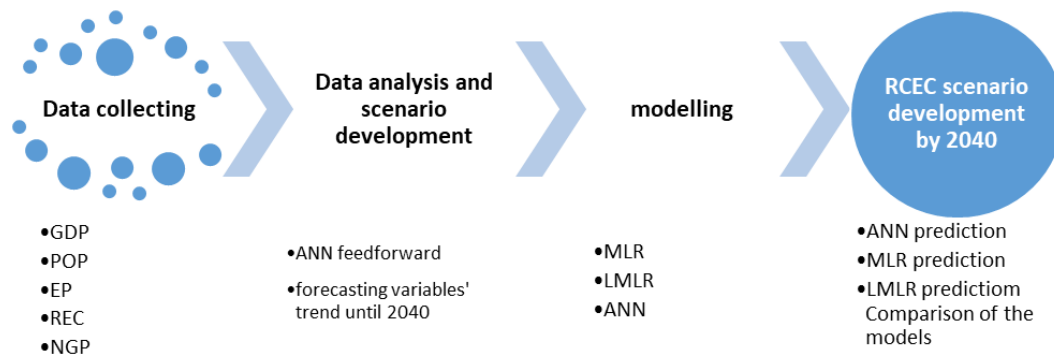 Data collecting
•GDP
•POP
•EP
•REC
•NGP
Data analysis and
scenario
development
•ANN feedforward
•forecasting variables'
trend until 2040
modelling
•MLR
•LMLR
•ANN
RCEC scenario
development
by 2040
•ANN prediction
•MLR prediction
•LMLR predictiom
Comparison of the
models